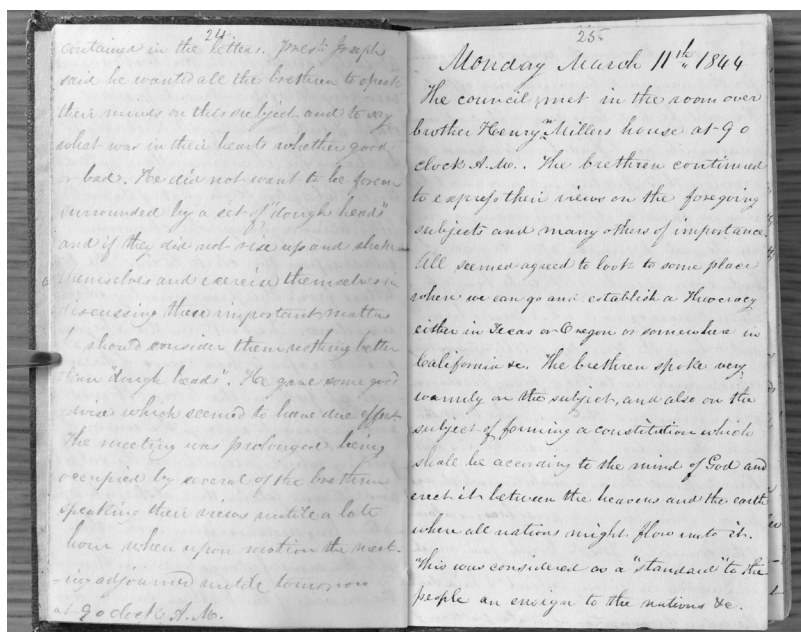 24
contained in the letters. Prest. Joseph
said he wanted all the brethren to speak
their minds on this subject and to say
what was in their hearts whether good
or bad. He did not want to be forever
surrounded by a set of "dough heads"
and if they did not rise up and shake
themselves and exercise themselves in
discussing these important matters
he should consider them nothing better
than "dough heads". He gave some good
advice which seemed to have due effect.
The meeting was prolonged being
occupied by several of the brethren
speaking their views untile a late
hour when upon motion the meet-
-ing adjourned untile tomorrow
at 9 o clock A. M.
25
Monday March 11th 1844
The council met in the room over
brother Henry Millers house at 9 o
clock A. M. The brethren continued
to express their views on the foregoing
subjects and many others of importance.
All seemed agreed to look to some place
where we can go and establish a Theocracy
either in Texas or Oregon or somewhere in
California &c. The brethren spoke very
warmly on the subject, and also on the
subject of forming a constitution which
shall be according to the mind of God and
erect it between the heavens and the earth
where all nations might flow unto it.
This was considered as a "standard" to the
people an ensign to the nations &c.